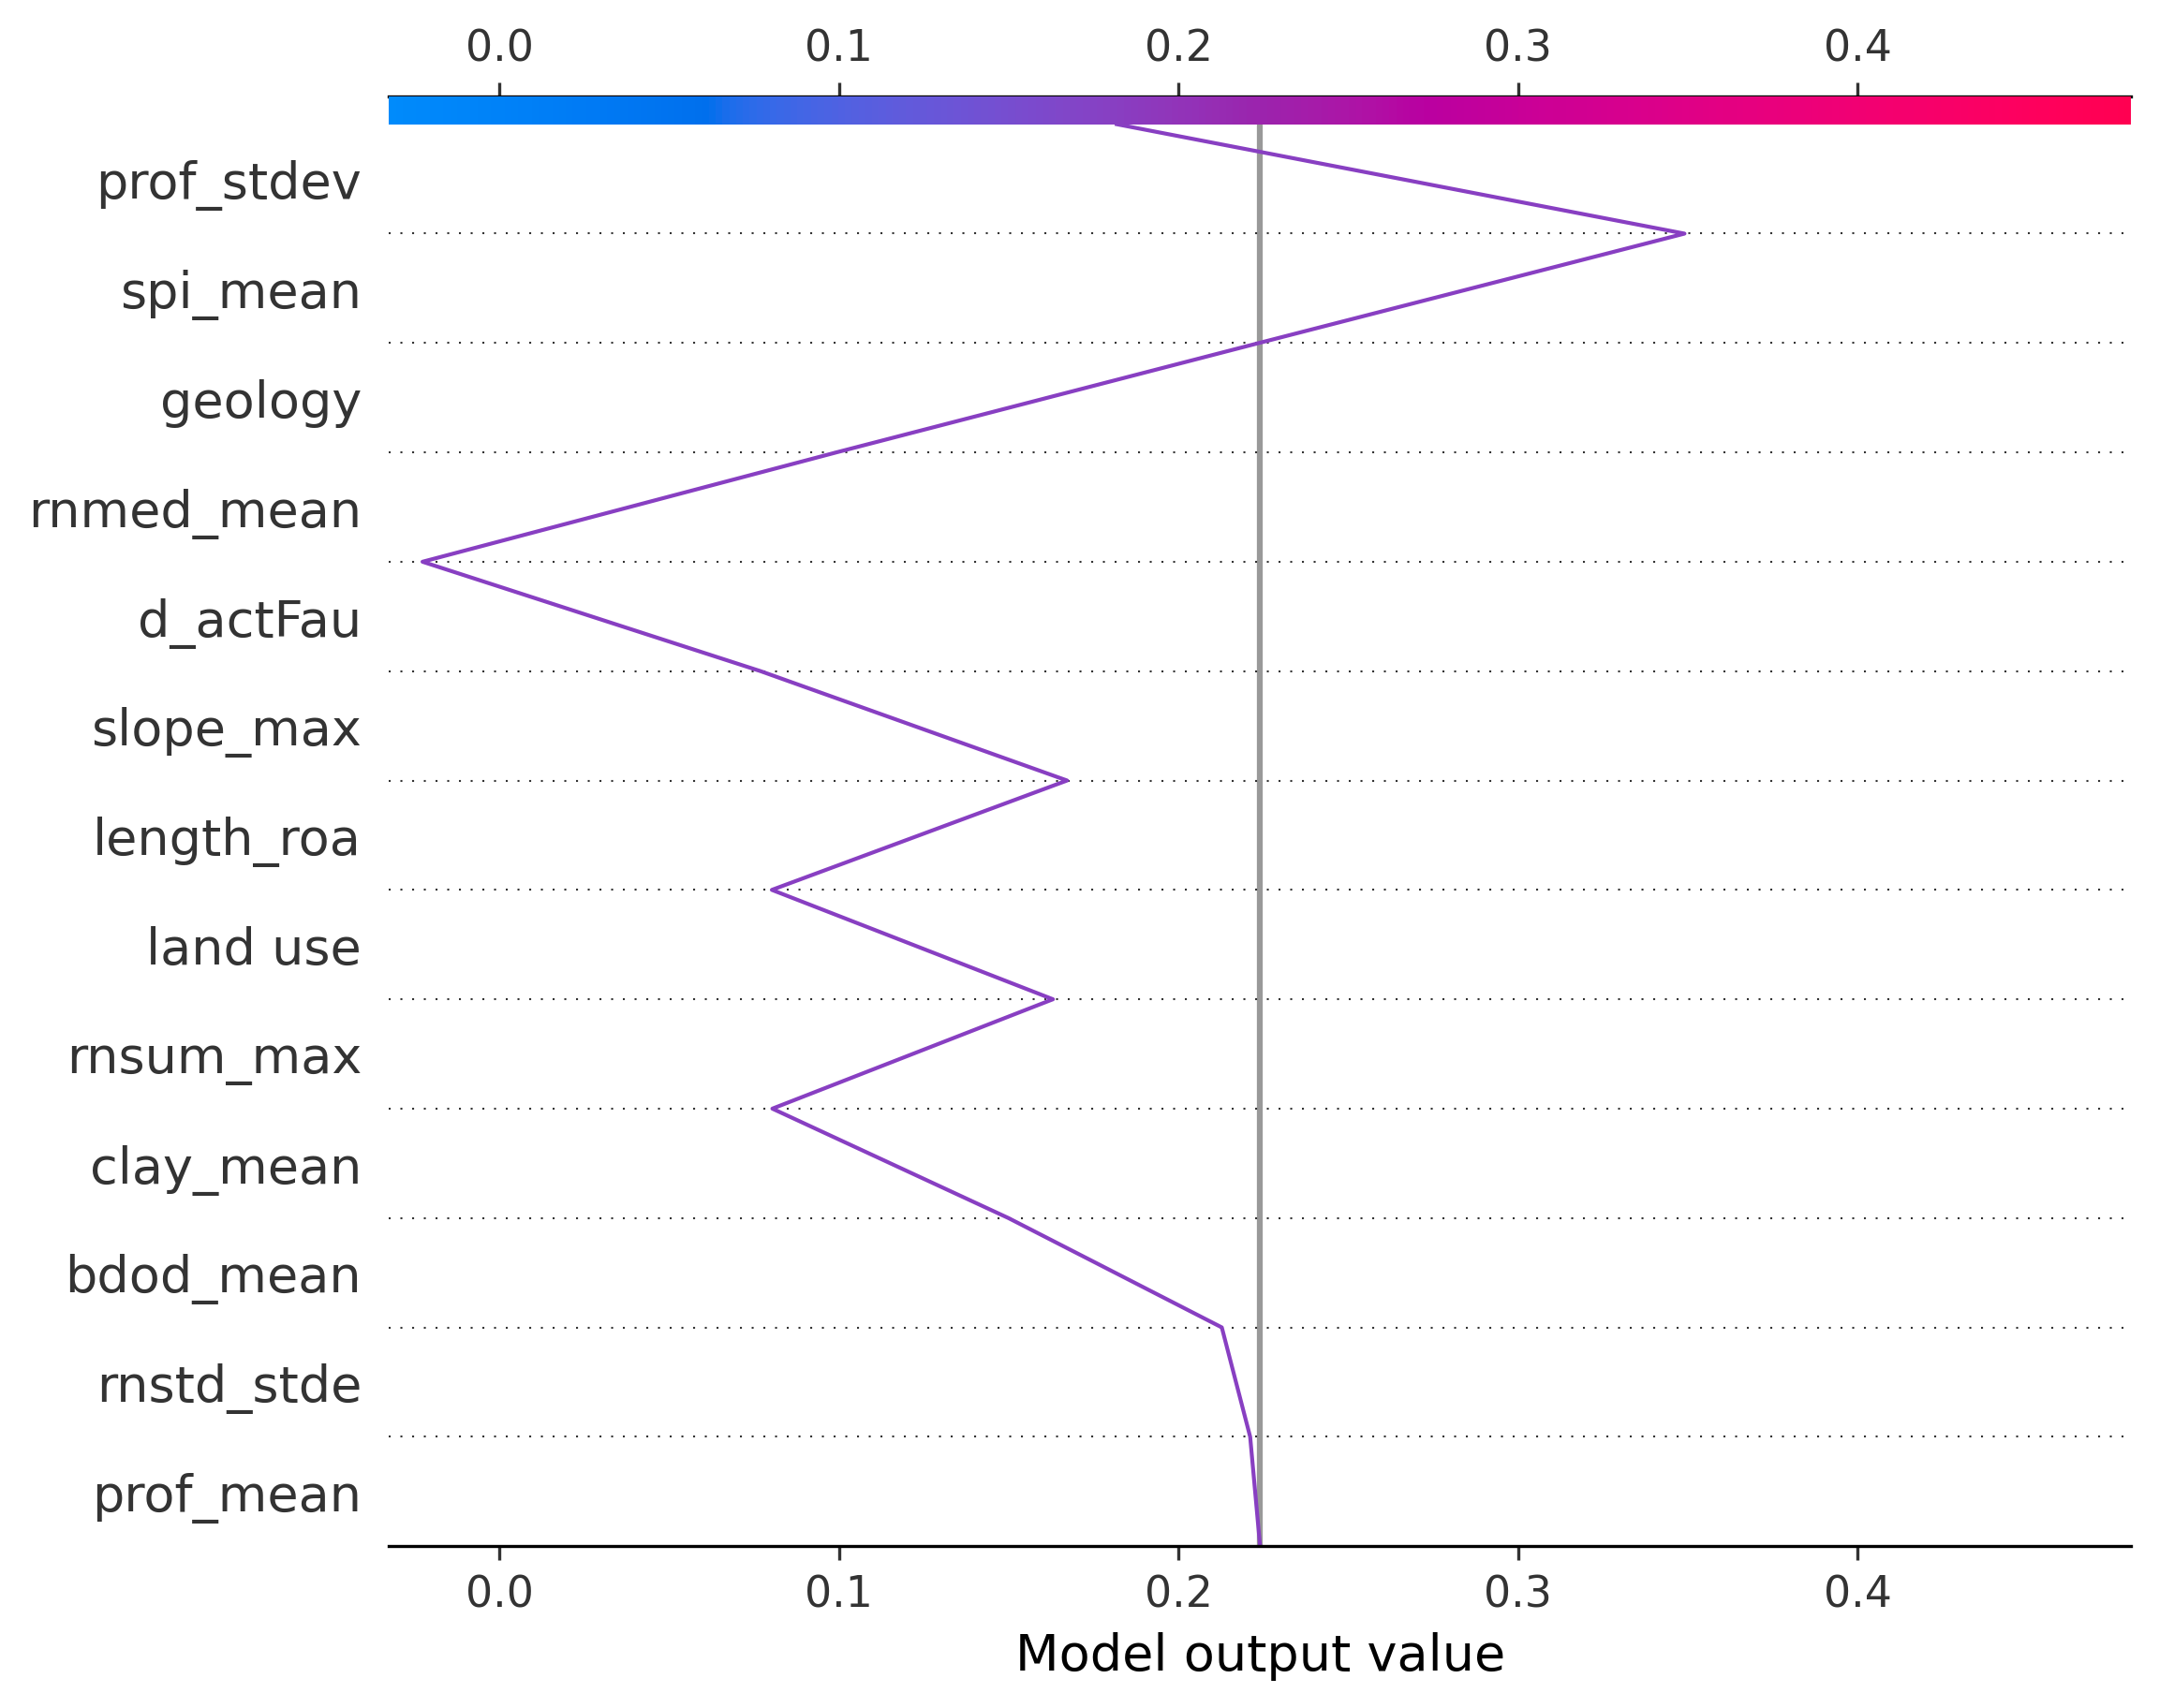 0.0 0.1 0.2 0.3 0.4
prof_stdev
spi_mean
geology
rnmed_mean
d_actFau
slope_max
length_roa
land use
rnsum_max
clay_mean
bdod_mean
rnstd_stde
prof_mean
0.0 0.1 0.2 0.3 0.4
Model output value